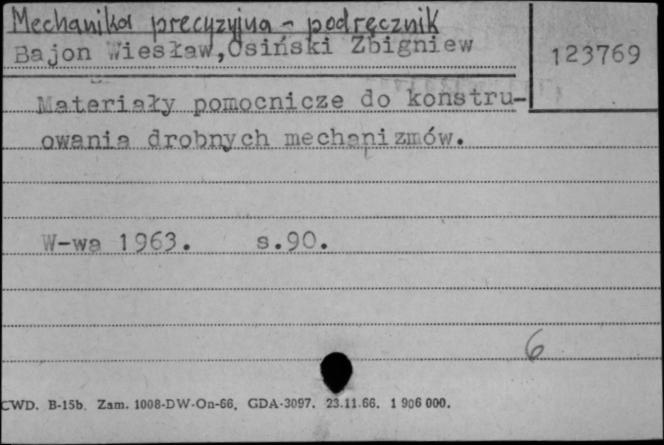 Mechanika precyzyjna - podręcznik
Bajon Wiesław, Osiński Zbigniew
123769
Materiały pomocnicze do konstru-
owania drobnych mechanizmów.
W-wa 1963. s.90.
6
CWD. B-15b. Zam. 1008-DW-On-66. GDA-3097. 23.11.66. 1 906 000.